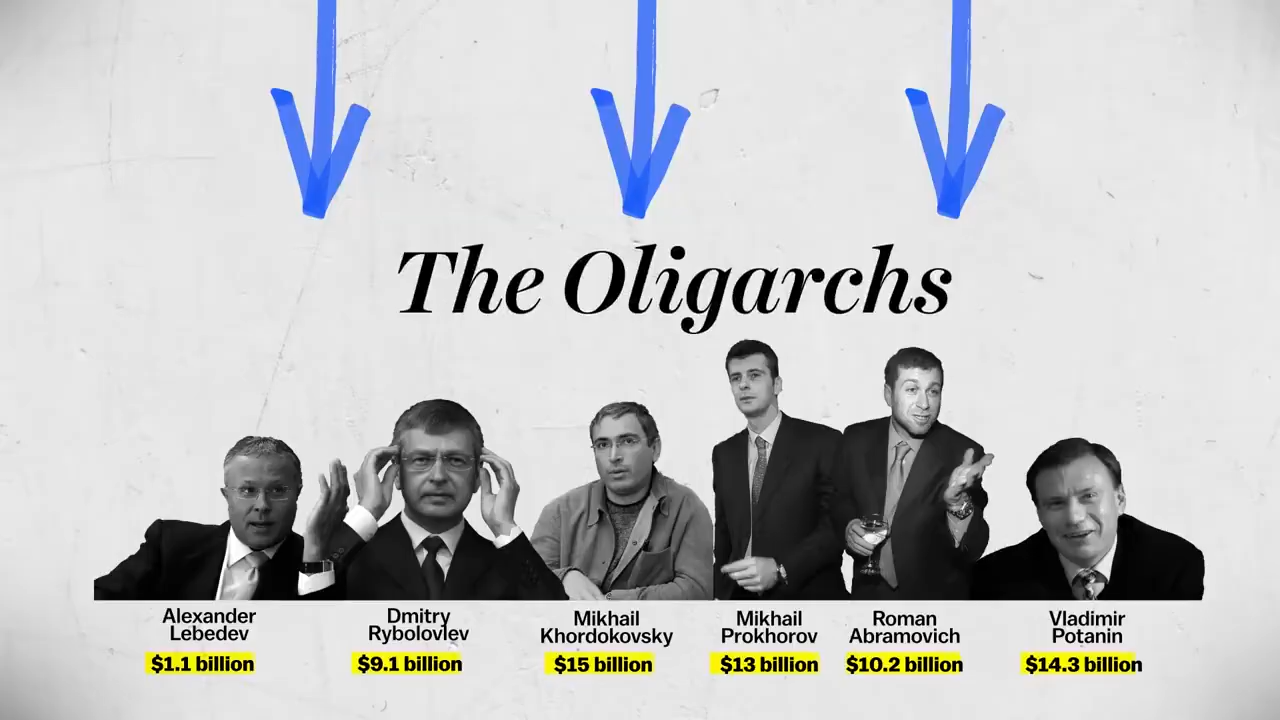 The Oligarchs
Alexander
Lebedev
$1.1 billion
Dmitry
Rybolovlev
$9.1 billion
Mikhail
Khordokovsky
$15 billion
Mikhail
Prokhorov
$13 billion
Roman
Abramovich
$10.2 billion
Vladimir
Potanin
$14.3 billion